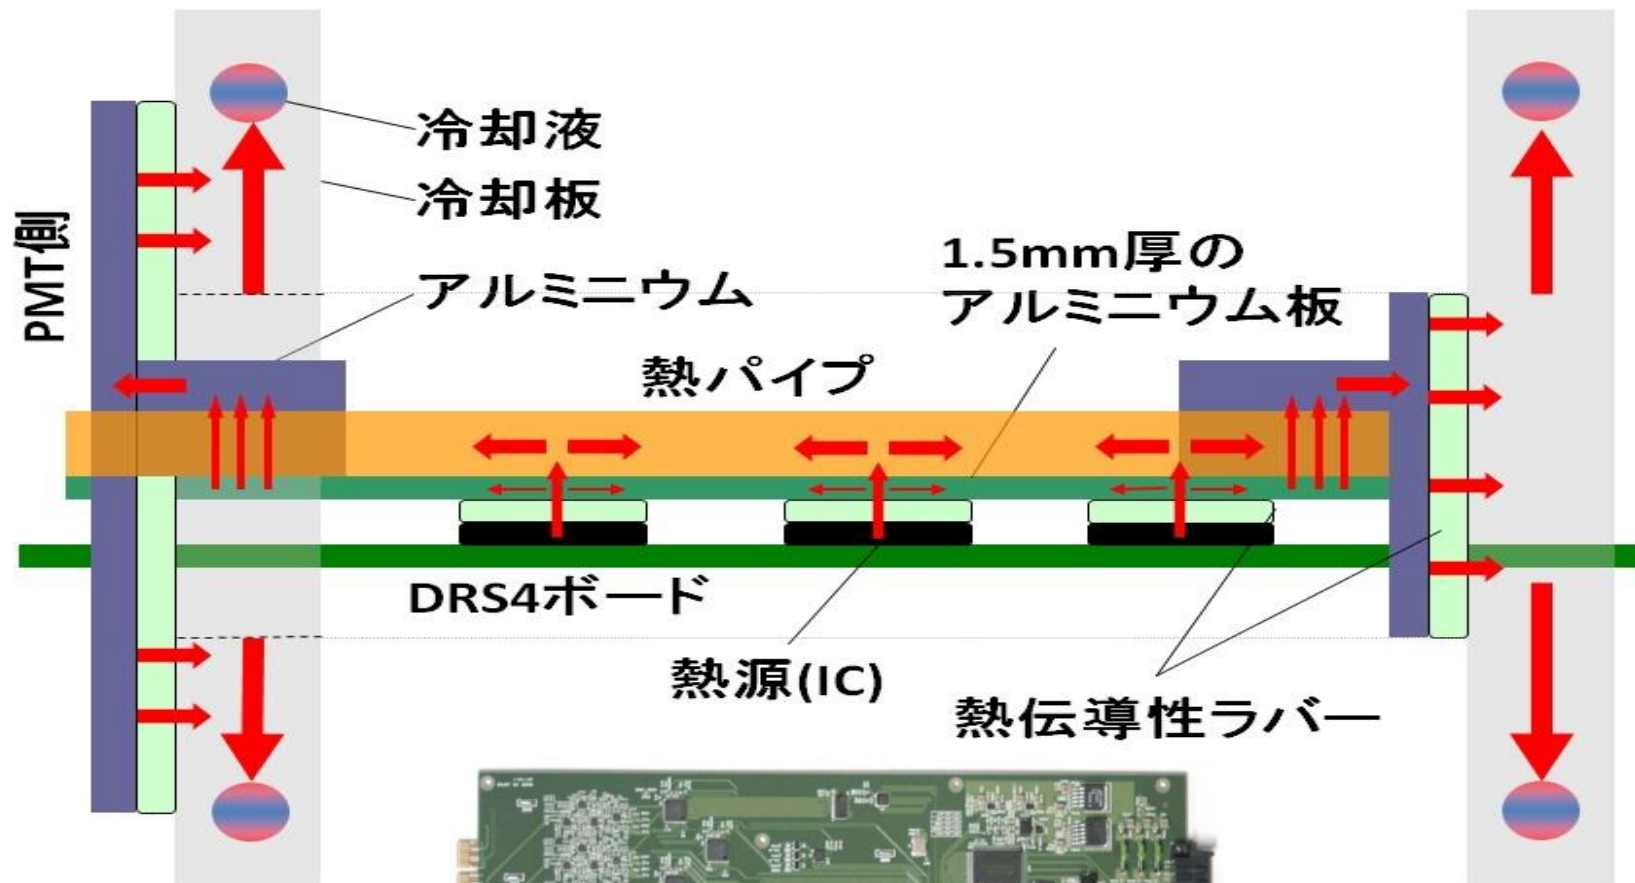 冷却液
冷却板
PMT側
アルミニウム
1.5mm厚の
アルミニウム板
熱パイプ
DRS4ボード
熱源(IC)
熱伝導性ラバー